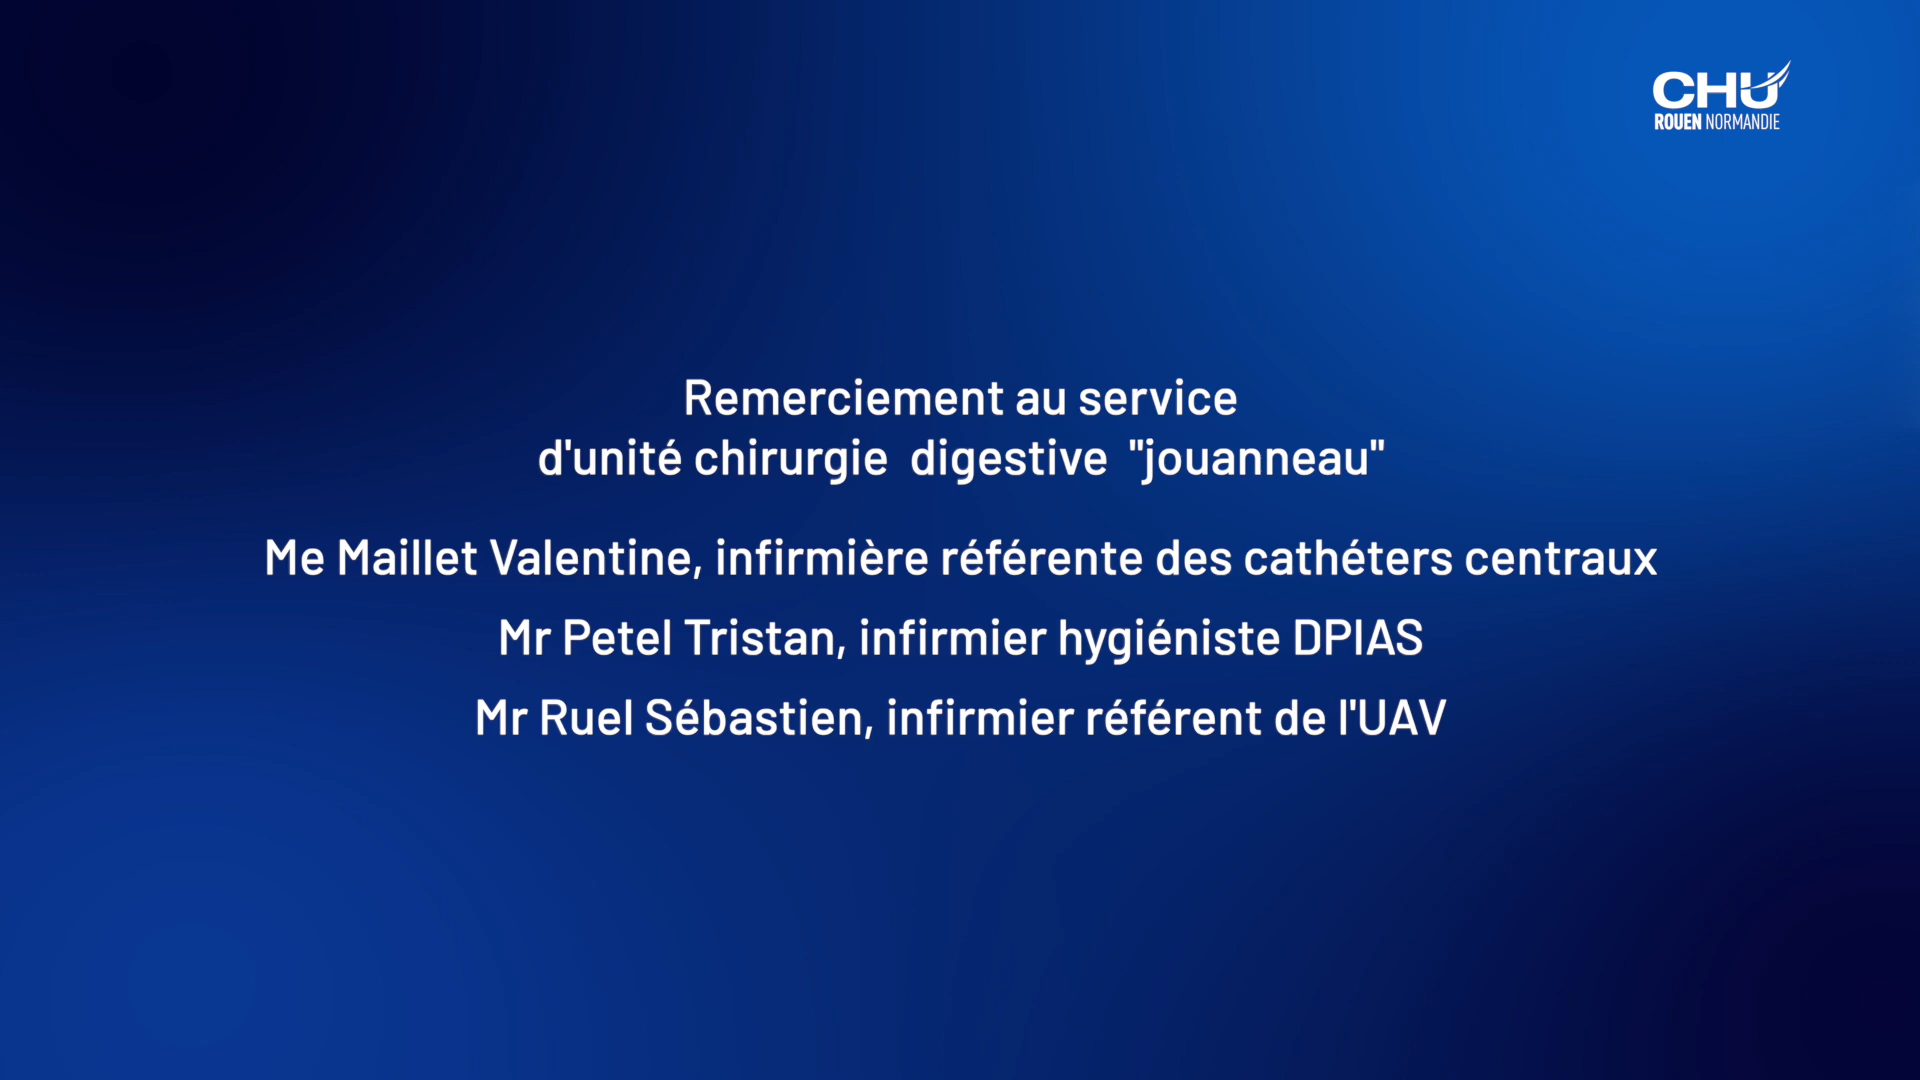 CHU
ROUEN NORMANDIE
Remerciement au service
d'unité chirurgie digestive "jouanneau"
Me Maillet Valentine, infirmière référente des cathéters centraux
Mr Petel Tristan, infirmier hygiéniste DPIAS
Mr Ruel Sébastien, infirmier référent de l'UAV